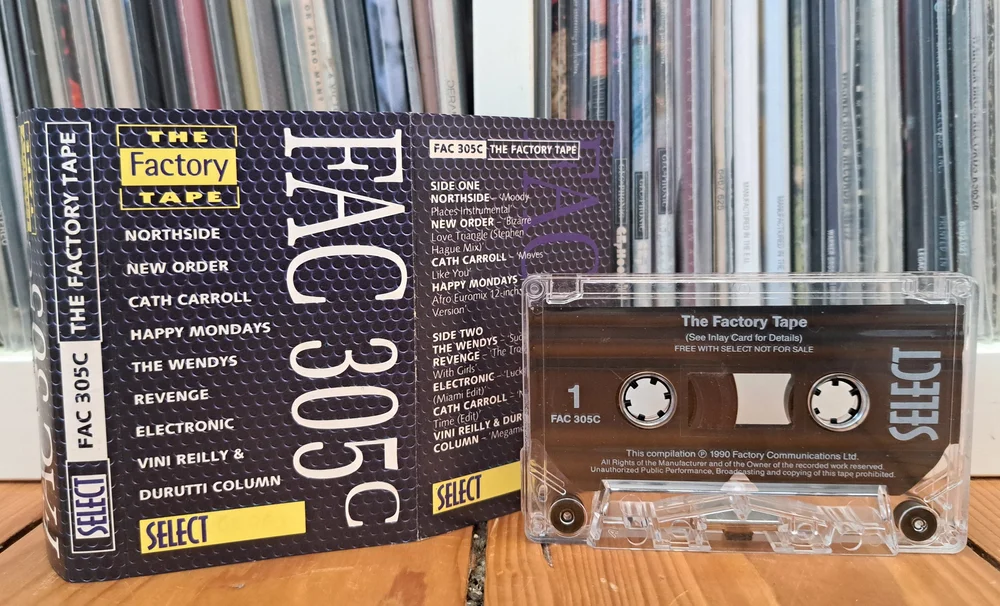 THE FACTORY TAPE
FAC 305C
SELECT
THE
Factory
TAPE
NORTHSIDE
NEW ORDER
CATH CARROLL
HAPPY MONDAYS
THE WENDYS
REVENGE
ELECTRONIC
VINI REILLY &
DURUTTI COLUMN
SELECT
FAC 305C
FAC 305C THE FACTORY TAPE
SIDE ONE
NORTHSIDE – 'Moody
Places Instrumental'
NEW ORDER – 'Bizarre
Love Triangle (Stephen
Hague Mix)'
CATH CARROLL – 'Moves
Like You'
HAPPY MONDAYS
Afro Euromix 12-inch
Version'
SIDE TWO
THE WENDYS
REVENGE – 'The
With Girls'
ELECTRONIC
(Miami Edit)'
CATH CARROLL
Time (Edit)'
VINI REILLY &
COLUMN
SELECT
FAC
The Factory Tape
(See Inlay Card for Details)
FREE WITH SELECT NOT FOR SALE
1
FAC 305C
SELECT
This compilation ℗ 1990 Factory Communications Ltd.
All Rights of the Manufacturer and of the Owner of the recorded work reserved.
Unauthorized Public Performance, Broadcasting and copying of this tape prohibited.